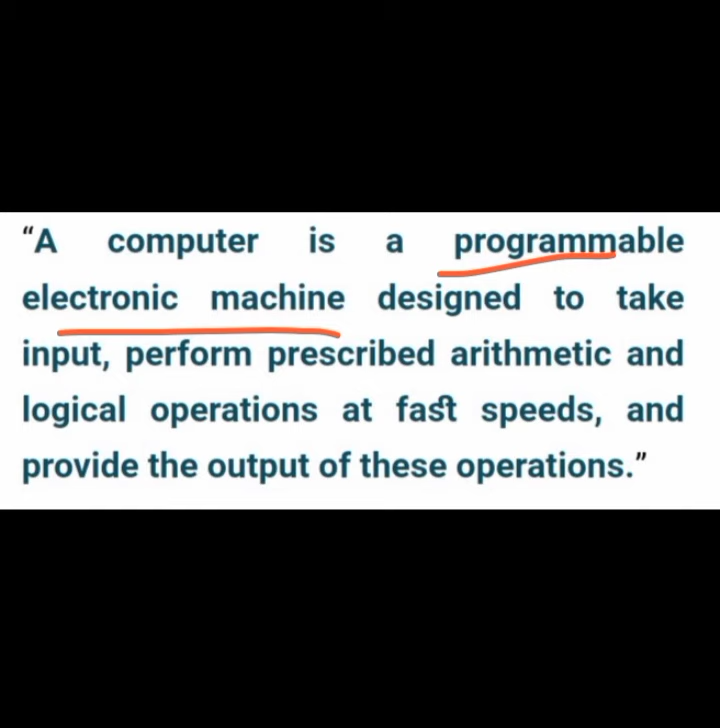 “A computer is a programmable
electronic machine designed to take
input, perform prescribed arithmetic and
logical operations at fast speeds, and
provide the output of these operations.”